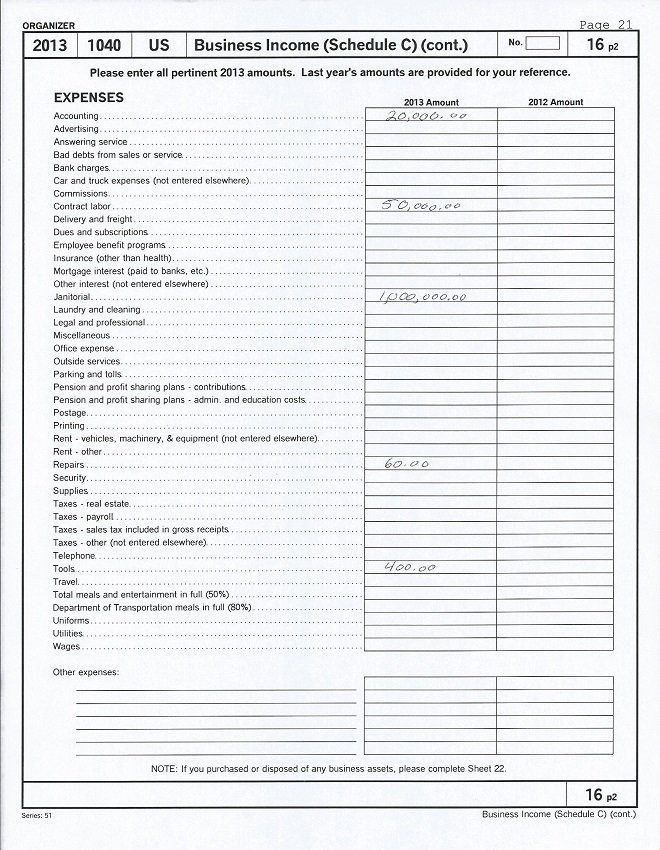 ORGANIZER
Page 21
2013 1040 US Business Income (Schedule C) (cont.) No. 16 p2
Please enter all pertinent 2013 amounts. Last year's amounts are provided for your reference.
EXPENSES
2013 Amount 2012 Amount
Accounting 20,000.00
Advertising
Answering service
Bad debts from sales or service
Bank charges
Car and truck expenses (not entered elsewhere)
Commissions
Contract labor 50,000.00
Delivery and freight
Dues and subscriptions
Employee benefit programs
Insurance (other than health)
Mortgage interest (paid to banks, etc.)
Other interest (not entered elsewhere)
Janitorial 1,000,000.00
Laundry and cleaning
Legal and professional
Miscellaneous
Office expense
Outside services
Parking and tolls
Pension and profit sharing plans - contributions
Pension and profit sharing plans - admin. and education costs
Postage
Printing
Rent - vehicles, machinery, & equipment (not entered elsewhere)
Rent - other
Repairs 60.00
Security
Supplies
Taxes - real estate
Taxes - payroll
Taxes - sales tax included in gross receipts
Taxes - other (not entered elsewhere)
Telephone
Tools 400.00
Travel
Total meals and entertainment in full (50%)
Department of Transportation meals in full (80%)
Uniforms
Utilities
Wages
Other expenses:
NOTE: If you purchased or disposed of any business assets, please complete Sheet 22.
16 p2
Series: 51
Business Income (Schedule C) (cont.)